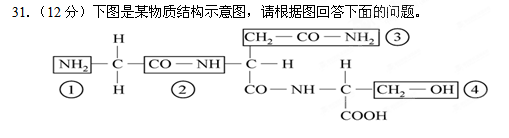 31.（12 分）下图是某物质结构示意图，请根据图回答下面的问题。
H CH₂—CO—NH₂ ③
NH₂—C—CO—NH—C—H H
① H ② CO—NH—C—CH₂—OH ④
COOH